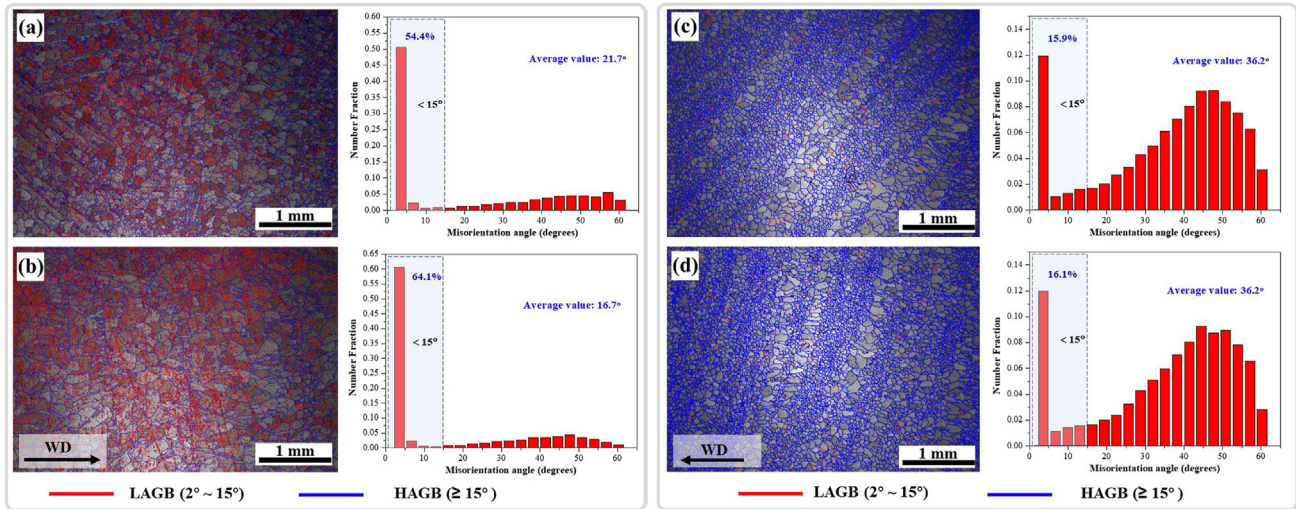 (a)
1 mm
0.60
0.55
0.50
0.45
0.40
0.35
0.30
0.25
0.20
0.15
0.10
0.05
0.00
Number Fraction
54.4%
Average value: 21.7°
< 15°
0 10 20 30 40 50 60
Misorientation angle (degrees)
(b)
WD
1 mm
0.65
0.60
0.55
0.50
0.45
0.40
0.35
0.30
0.25
0.20
0.15
0.10
0.05
0.00
Number Fraction
64.1%
Average value: 16.7°
< 15°
0 10 20 30 40 50 60
Misorientation angle (degrees)
LAGB (2° ~ 15°) HAGB (≥ 15°)
(c)
1 mm
0.14
0.12
0.10
0.08
0.06
0.04
0.02
0.00
Number Fraction
15.9%
Average value: 36.2°
< 15°
0 10 20 30 40 50 60
Misorientation angle (degrees)
(d)
WD
1 mm
0.14
0.12
0.10
0.08
0.06
0.04
0.02
0.00
Number Fraction
16.1%
Average value: 36.2°
< 15°
0 10 20 30 40 50 60
Misorientation angle (degrees)
LAGB (2° ~ 15°) HAGB (≥ 15°)